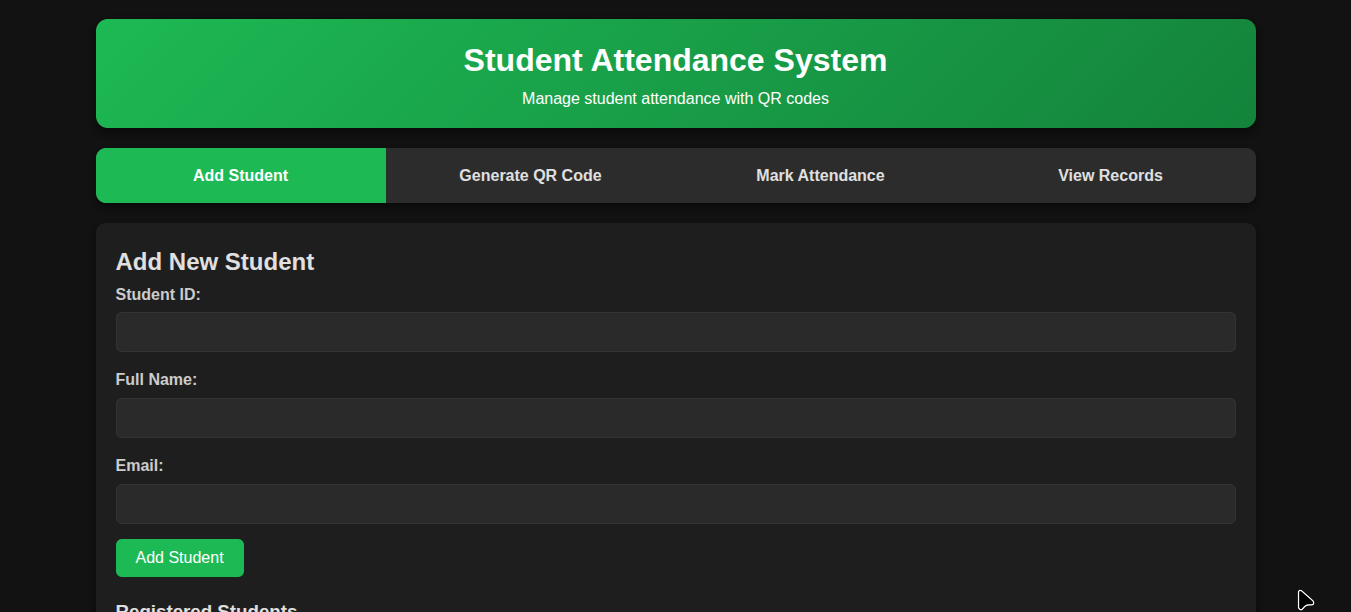 Student Attendance System
Manage student attendance with QR codes
Add Student
Generate QR Code
Mark Attendance
View Records
Add New Student
Student ID:
Full Name:
Email:
Add Student
Registered Students